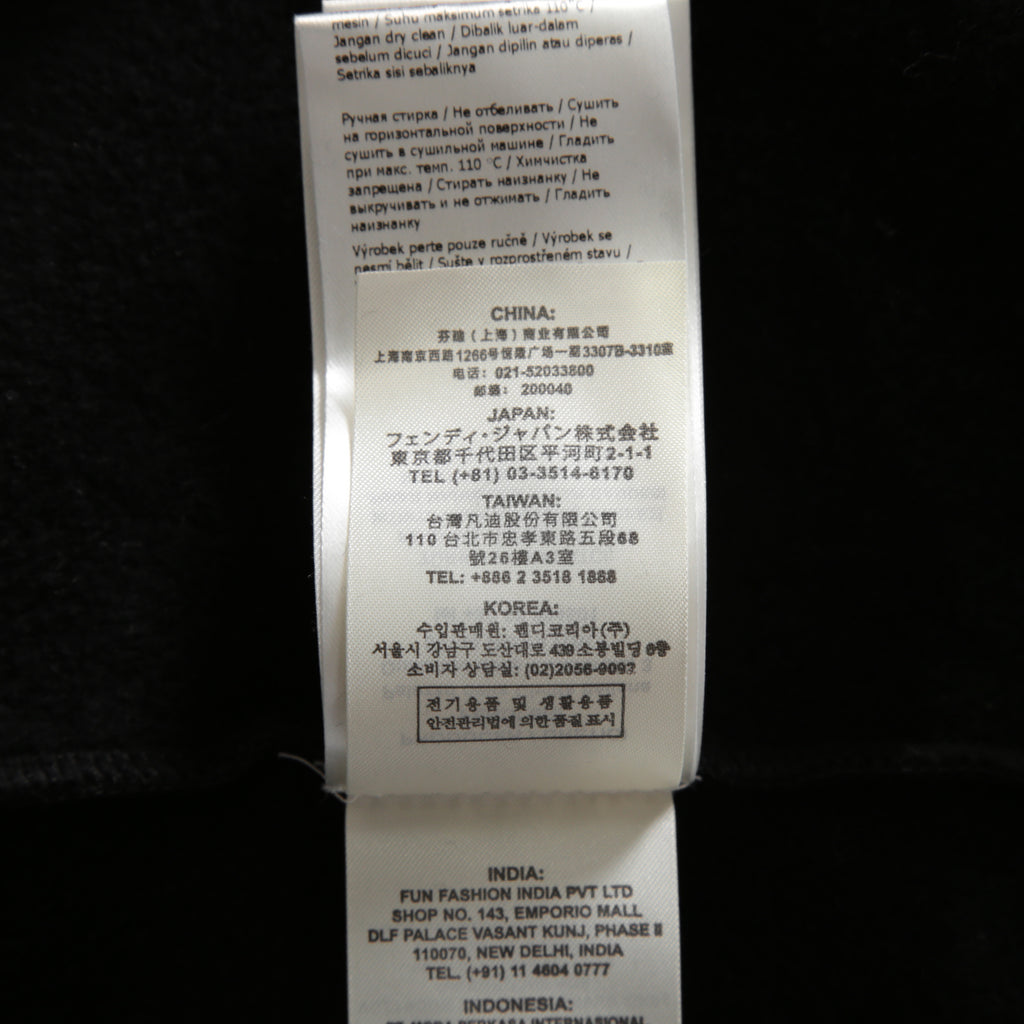 mesin / Suhu maksimum setrika 110°C /
Jangan dry clean / Dibalik luar-dalam
sebelum dicuci / Jangan dipilin atau diperas /
Setrika sisi sebaliknya
Ручная стирка / Не отбеливать / Сушить
на горизонтальной поверхности / Не
сушить в сушильной машине / Гладить
при макс. темп. 110 °C / Химчистка
запрещена / Стирать наизнанку / Не
выкручивать и не отжимать / Гладить
наизнанку
Výrobek perte pouze ručně / Výrobek se
nesmí bělit / Sušte v rozprostřeném stavu /
CHINA:
(上海) 商业有限公司
上海南京西路1266号恒隆广场一期3307B-3310室
电话: 021-52033800
邮编: 200040
JAPAN:
フェンディ・ジャパン株式会社
東京都千代田区平河町2-1-1
TEL (+81) 03-3514-6170
TAIWAN:
台灣凡迪股份有限公司
110 台北市忠孝東路五段68
號26樓A3室
TEL: +886 2 3518 1868
KOREA:
수입판매원: 펜디코리아(주)
서울시 강남구 도산대로 439 소봉빌딩 6층
소비자 상담실: (02)2056-9093
전기용품 및 생활용품
안전관리법에 의한 품질 표시
INDIA:
FUN FASHION INDIA PVT LTD
SHOP NO. 143, EMPORIO MALL
DLF PALACE VASANT KUNJ, PHASE II
110070, NEW DELHI, INDIA
TEL. (+91) 11 4604 0777
INDONESIA:
PT. MODA PERKASA INTERNASIONAL